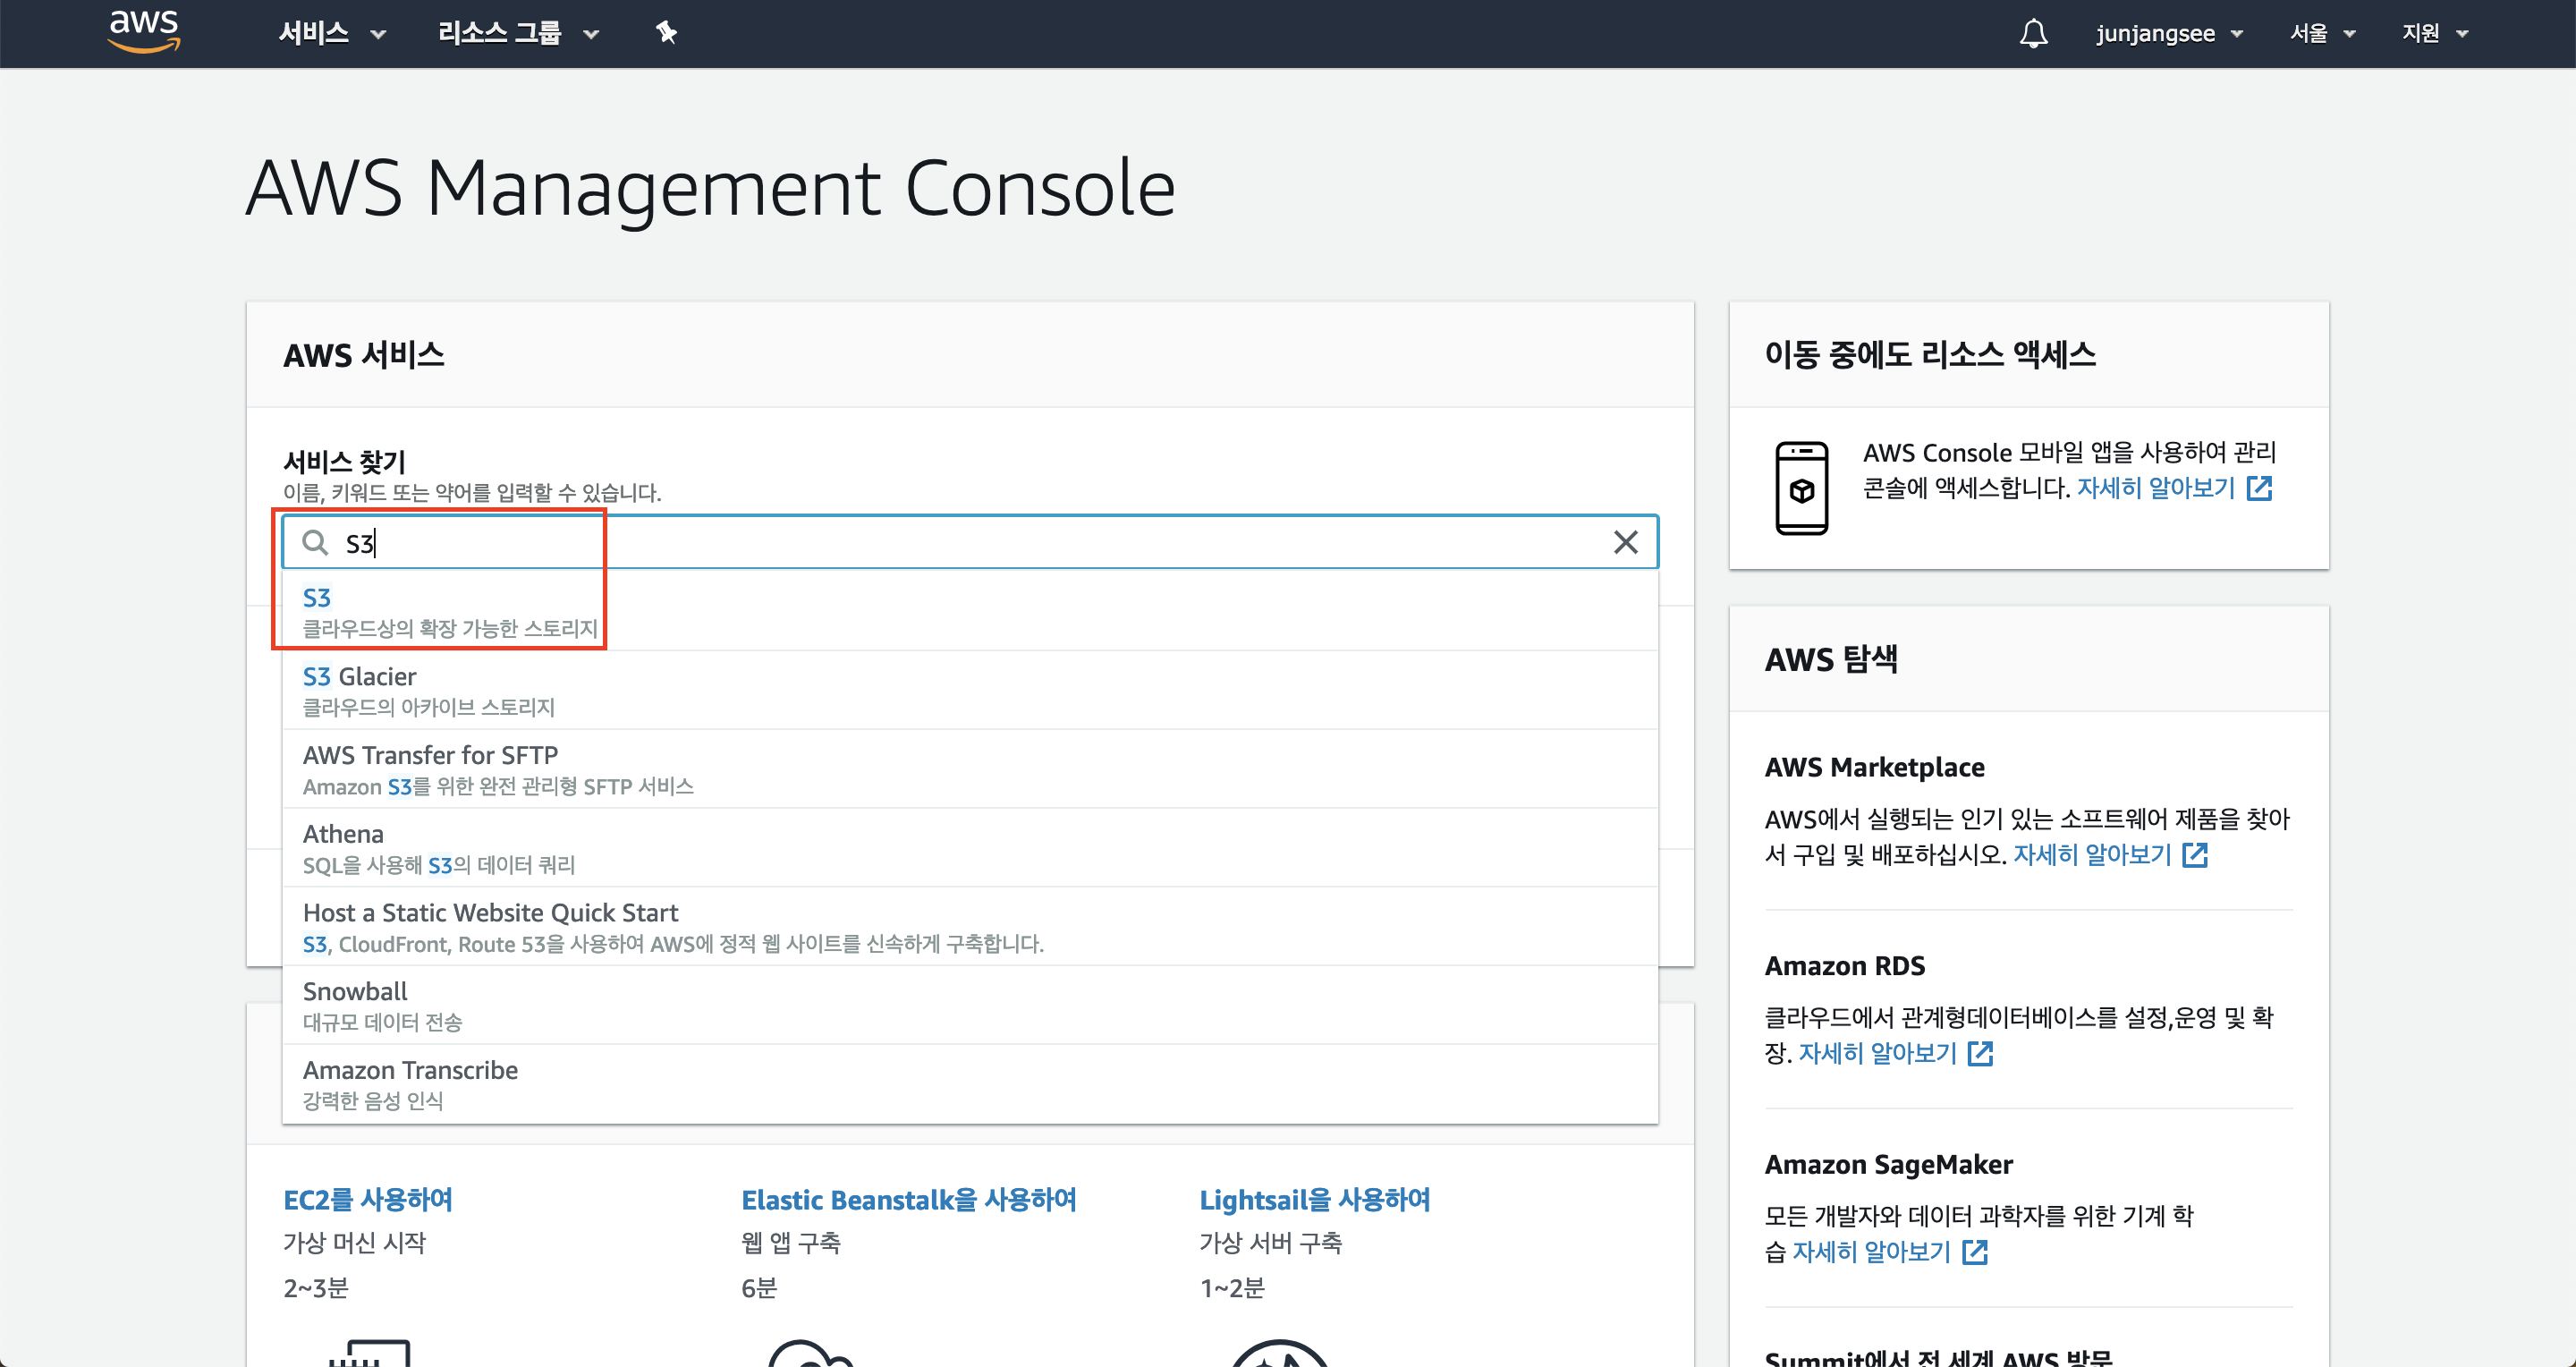 aws
서비스
리소스 그룹
junjangsee
서울
지원
AWS Management Console
AWS 서비스
서비스 찾기
이름, 키워드 또는 약어를 입력할 수 있습니다.
S3
S3
클라우드상의 확장 가능한 스토리지
S3 Glacier
클라우드의 아카이브 스토리지
AWS Transfer for SFTP
Amazon S3를 위한 완전 관리형 SFTP 서비스
Athena
SQL을 사용해 S3의 데이터 쿼리
Host a Static Website Quick Start
S3, CloudFront, Route 53을 사용하여 AWS에 정적 웹 사이트를 신속하게 구축합니다.
Snowball
대규모 데이터 전송
Amazon Transcribe
강력한 음성 인식
EC2를 사용하여
가상 머신 시작
2~3분
Elastic Beanstalk을 사용하여
웹 앱 구축
6분
Lightsail을 사용하여
가상 서버 구축
1~2분
이동 중에도 리소스 액세스
AWS Console 모바일 앱을 사용하여 관리
콘솔에 액세스합니다. 자세히 알아보기
AWS 탐색
AWS Marketplace
AWS에서 실행되는 인기 있는 소프트웨어 제품을 찾아
서 구입 및 배포하십시오. 자세히 알아보기
Amazon RDS
클라우드에서 관계형데이터베이스를 설정,운영 및 확
장. 자세히 알아보기
Amazon SageMaker
모든 개발자와 데이터 과학자를 위한 기계 학
습 자세히 알아보기
Summit에서 전 세계 AWS 방문